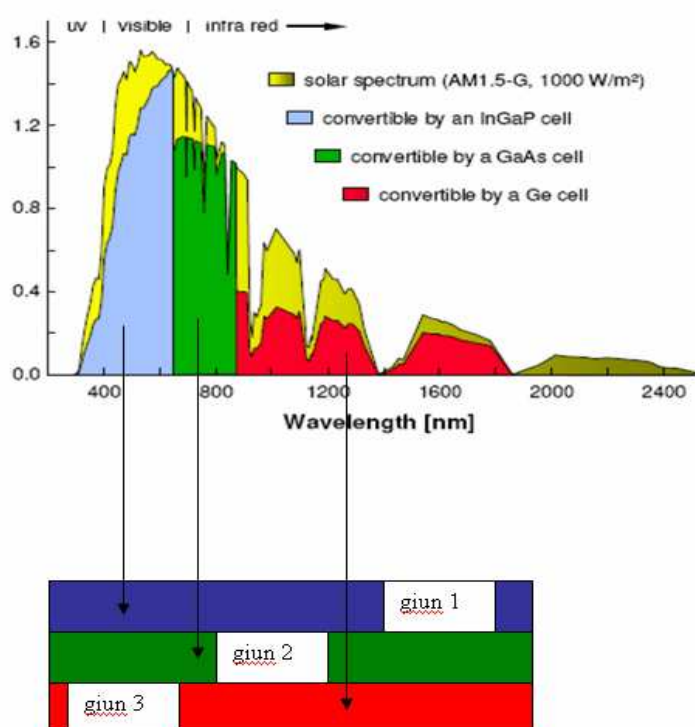 uv visible infra red
1.6
1.2
0.8
0.4
0.0
solar spectrum (AM1.5-G, 1000 W/m²)
convertible by an InGaP cell
convertible by a GaAs cell
convertible by a Ge cell
400 800 1200 1600 2000 2400
Wavelength [nm]
giun 1
giun 2
giun 3